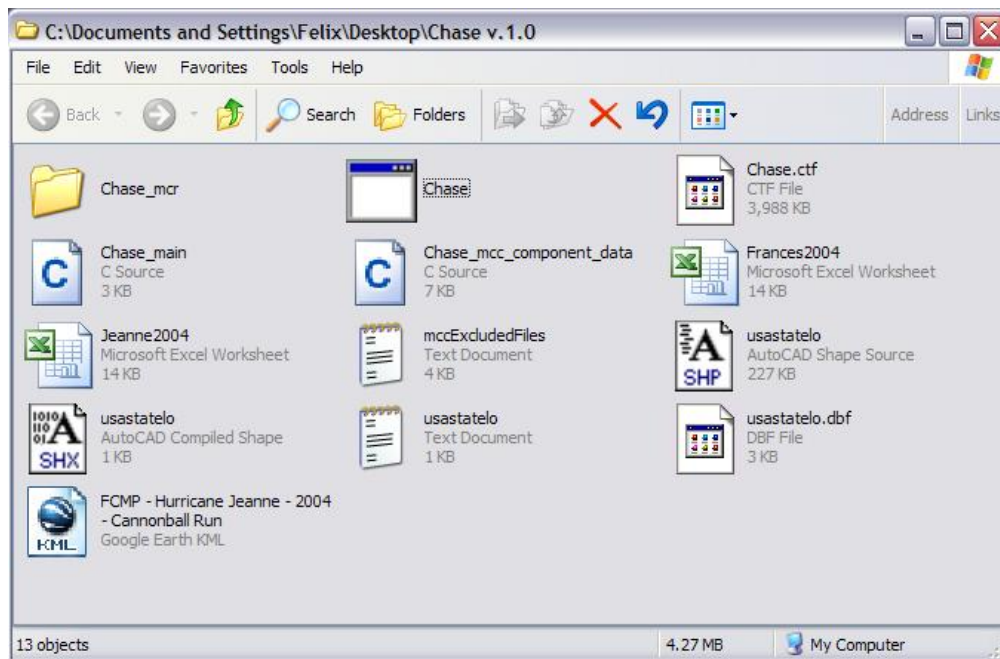 C:\Documents and Settings\Felix\Desktop\Chase v.1.0
File Edit View Favorites Tools Help
Back Search Folders Address Links
Chase_mcr
Chase
Chase.ctf
CTF File
3,988 KB
Chase_main
C Source
3 KB
Chase_mcc_component_data
C Source
7 KB
Frances2004
Microsoft Excel Worksheet
14 KB
Jeanne2004
Microsoft Excel Worksheet
14 KB
mccExcludedFiles
Text Document
4 KB
SHP
usastatelo
AutoCAD Shape Source
227 KB
SHX
usastatelo
AutoCAD Compiled Shape
1 KB
usastatelo
Text Document
1 KB
usastatelo.dbf
DBF File
3 KB
KML
FCMP - Hurricane Jeanne - 2004
- Cannonball Run
Google Earth KML
13 objects 4.27 MB My Computer